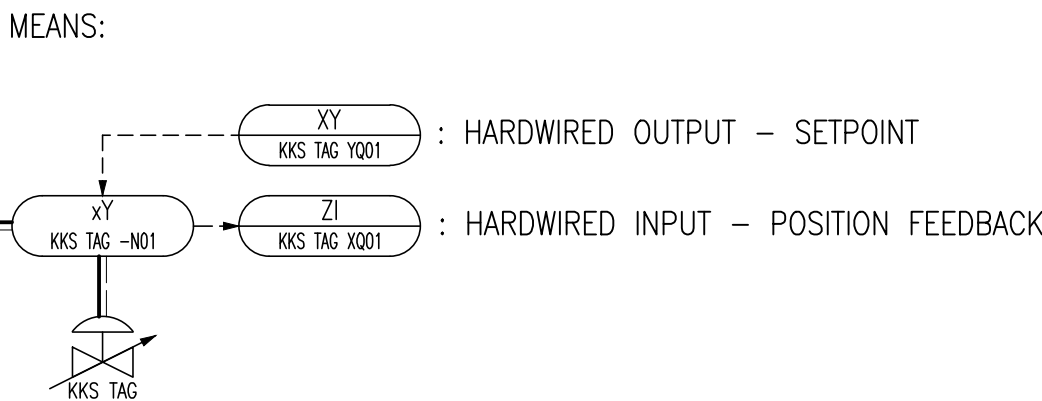 MEANS:
XY
KKS TAG YQ01
: HARDWIRED OUTPUT – SETPOINT
xY
KKS TAG –N01
ZI
KKS TAG XQ01
: HARDWIRED INPUT – POSITION FEEDBACK
KKS TAG